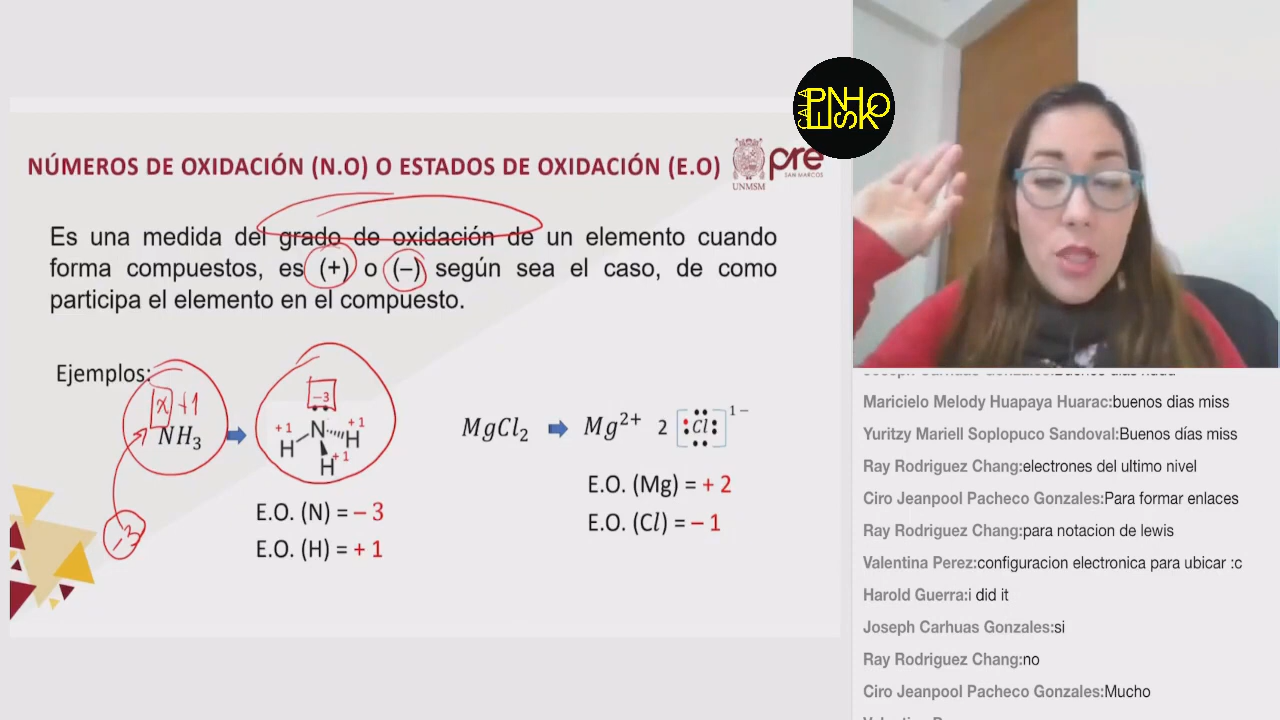 NÚMEROS DE OXIDACIÓN (N.O) O ESTADOS DE OXIDACIÓN (E.O)
UNMSM
pre
SAN MARCOS
CALA
PENHO
ESK
Es una medida del grado de oxidación de un elemento cuando
forma compuestos, es (+) o (–) según sea el caso, de como
participa el elemento en el compuesto.
Ejemplos:
x +1
NH3
-3
–3
+1 N +1
H H
H +1
E.O. (N) = – 3
E.O. (H) = + 1
MgCl2 Mg2+ 2 Cl 1−
E.O. (Mg) = + 2
E.O. (Cl) = – 1
Maricielo Melody Huapaya Huarac:buenos dias miss
Yuritzy Mariell Soplopuco Sandoval:Buenos días miss
Ray Rodriguez Chang:electrones del ultimo nivel
Ciro Jeanpool Pacheco Gonzales:Para formar enlaces
Ray Rodriguez Chang:para notacion de lewis
Valentina Perez:configuracion electronica para ubicar :c
Harold Guerra:i did it
Joseph Carhuas Gonzales:si
Ray Rodriguez Chang:no
Ciro Jeanpool Pacheco Gonzales:Mucho